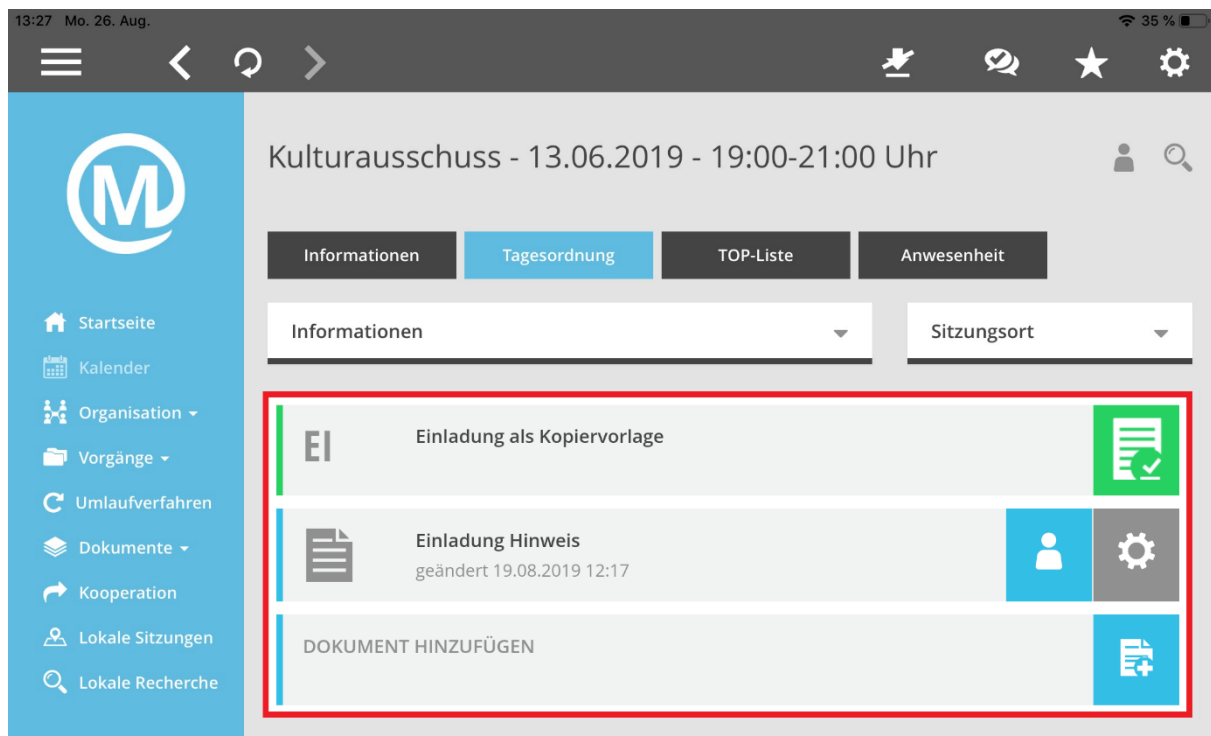 13:27 Mo. 26. Aug.
35 %
M
Kulturausschuss - 13.06.2019 - 19:00-21:00 Uhr
Informationen
Tagesordnung
TOP-Liste
Anwesenheit
Informationen
Sitzungsort
Startseite
Kalender
Organisation
Vorgänge
Umlaufverfahren
Dokumente
Kooperation
Lokale Sitzungen
Lokale Recherche
EI
Einladung als Kopiervorlage
Einladung Hinweis
geändert 19.08.2019 12:17
DOKUMENT HINZUFÜGEN